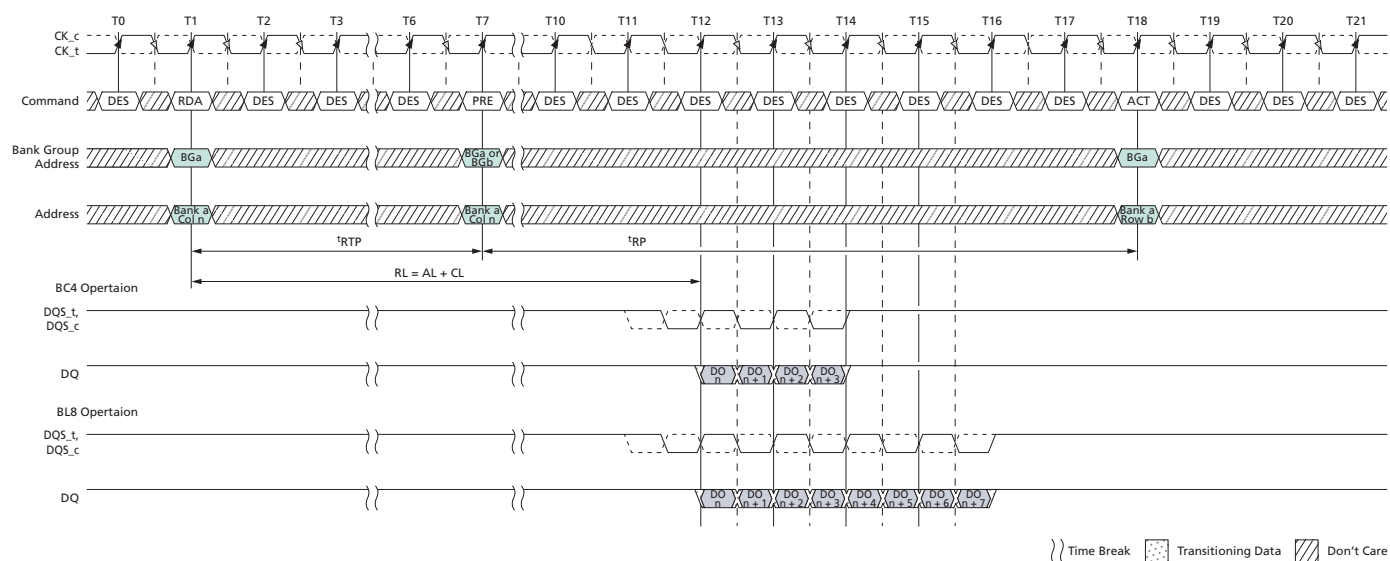 T0 T1 T2 T3 T6 T7 T10 T11 T12 T13 T14 T15 T16 T17 T18 T19 T20 T21
CK_c
CK_t
Command DES RDA DES DES DES PRE DES DES DES DES DES DES DES DES ACT DES DES DES
Bank Group
Address
BGa
BGa or
BGb
BGa
Address
Bank a
Col n
Bank a
Col n
Bank a
Row b
tRTP
tRP
RL = AL + CL
BC4 Opertaion
DQS_t,
DQS_c
DQ
DO
n
DO
n + 1
DO
n + 2
DO
n + 3
BL8 Opertaion
DQS_t,
DQS_c
DQ
DO
n
DO
n + 1
DO
n + 2
DO
n + 3
DO
n + 4
DO
n + 5
DO
n + 6
DO
n + 7
Time Break Transitioning Data Don't Care